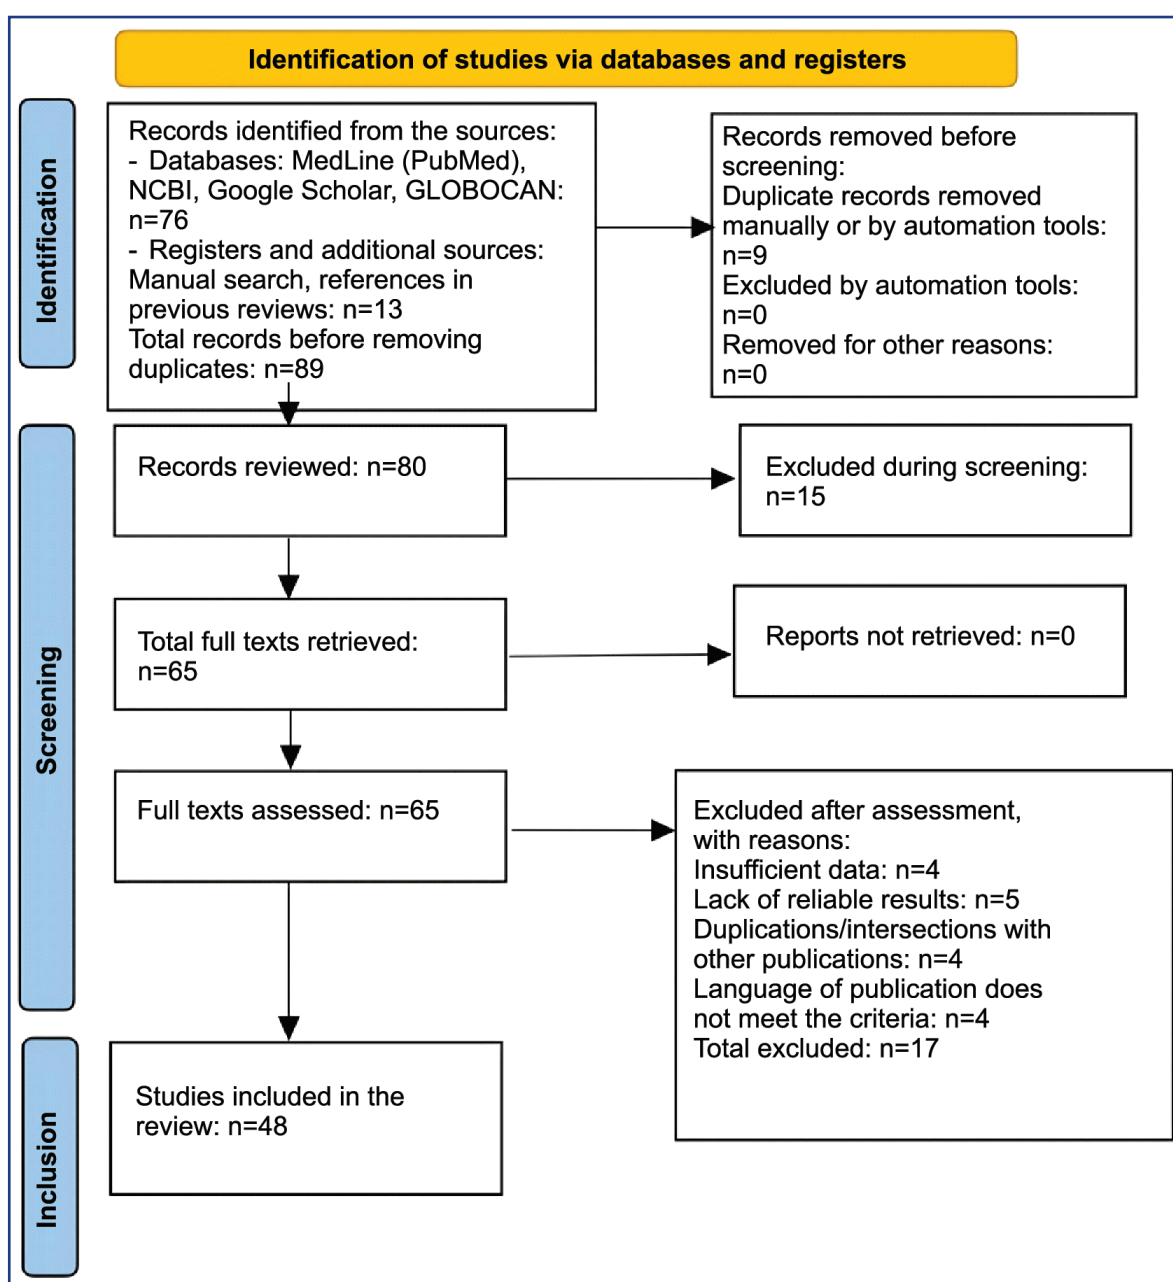 Identification of studies via databases and registers
Identification
Records identified from the sources:
- Databases: MedLine (PubMed),
NCBI, Google Scholar, GLOBOCAN:
n=76
- Registers and additional sources:
Manual search, references in
previous reviews: n=13
Total records before removing
duplicates: n=89
Records removed before
screening:
Duplicate records removed
manually or by automation tools:
n=9
Excluded by automation tools:
n=0
Removed for other reasons:
n=0
Screening
Records reviewed: n=80
Excluded during screening:
n=15
Total full texts retrieved:
n=65
Reports not retrieved: n=0
Full texts assessed: n=65
Excluded after assessment,
with reasons:
Insufficient data: n=4
Lack of reliable results: n=5
Duplications/intersections with
other publications: n=4
Language of publication does
not meet the criteria: n=4
Total excluded: n=17
Inclusion
Studies included in the
review: n=48